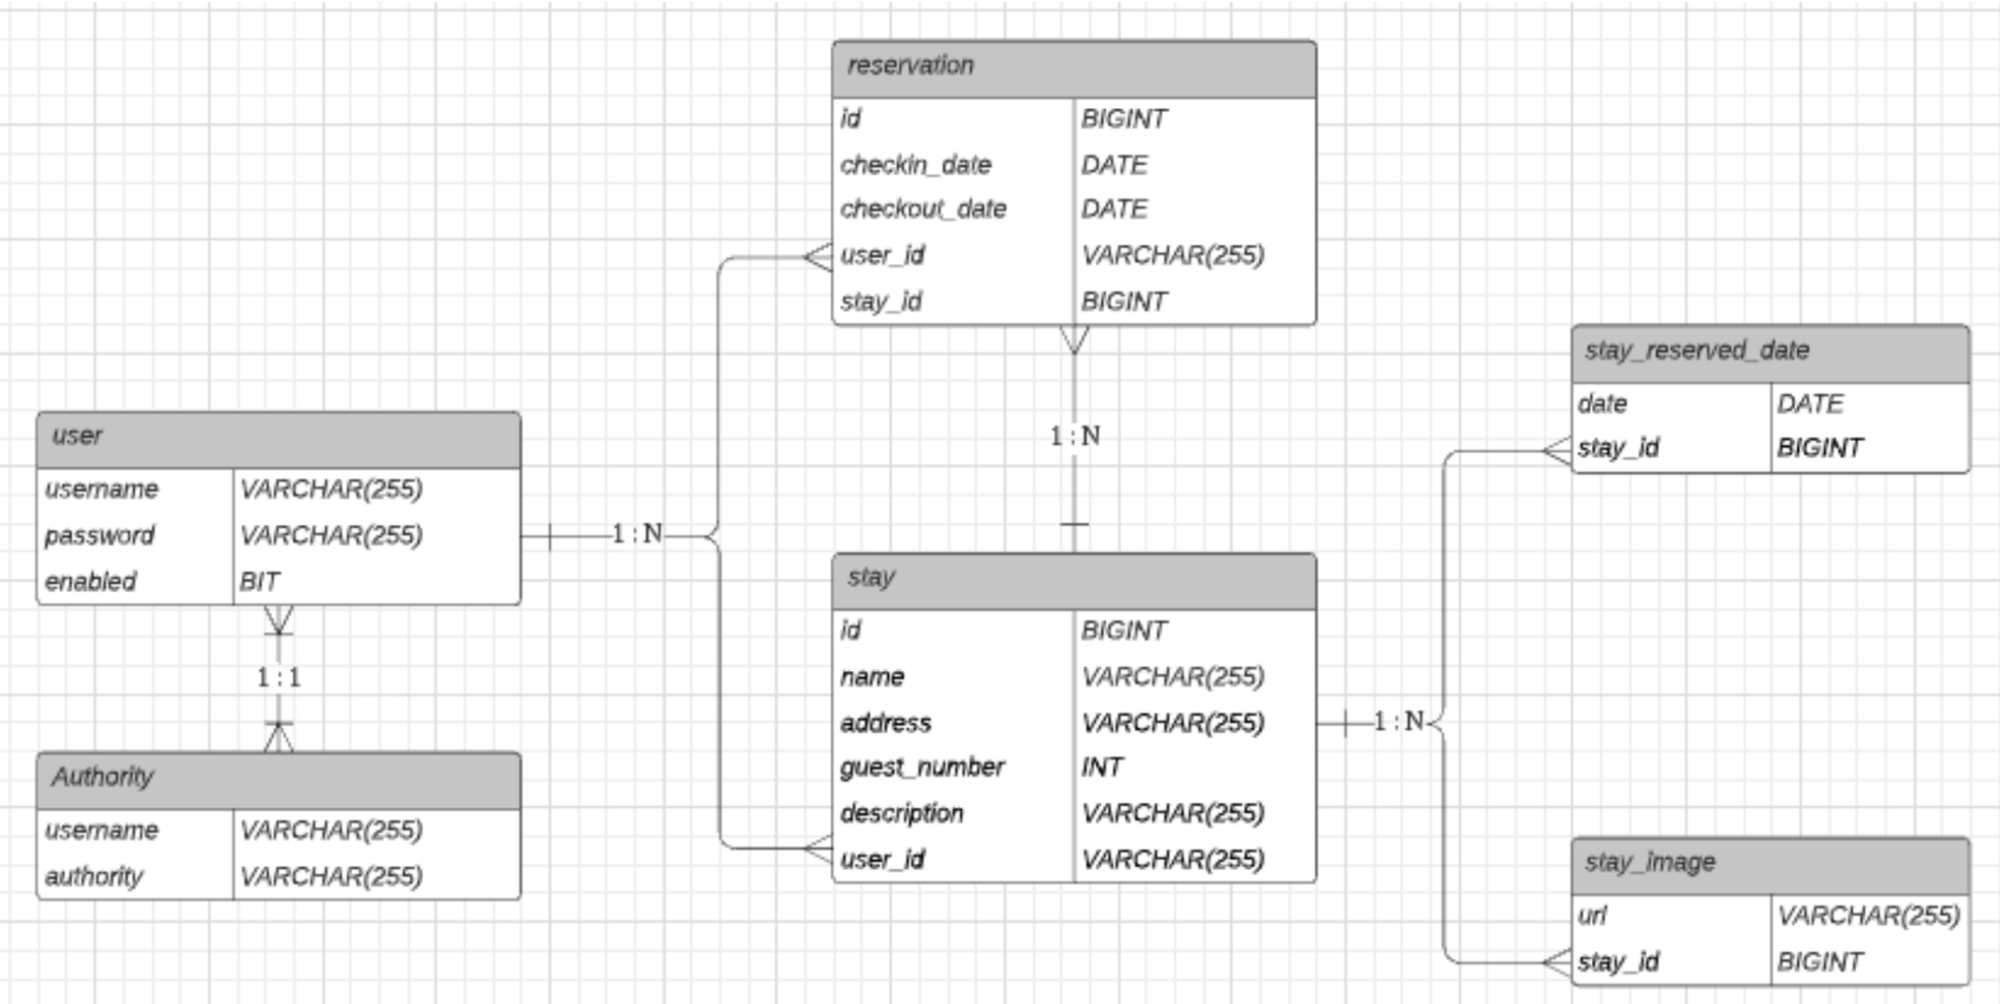 reservation
id BIGINT
checkin_date DATE
checkout_date DATE
user_id VARCHAR(255)
stay_id BIGINT
1 : N
user
username VARCHAR(255)
password VARCHAR(255)
enabled BIT
1 : N
1 : 1
Authority
username VARCHAR(255)
authority VARCHAR(255)
stay
id BIGINT
name VARCHAR(255)
address VARCHAR(255)
guest_number INT
description VARCHAR(255)
user_id VARCHAR(255)
1 : N
stay_reserved_date
date DATE
stay_id BIGINT
stay_image
url VARCHAR(255)
stay_id BIGINT